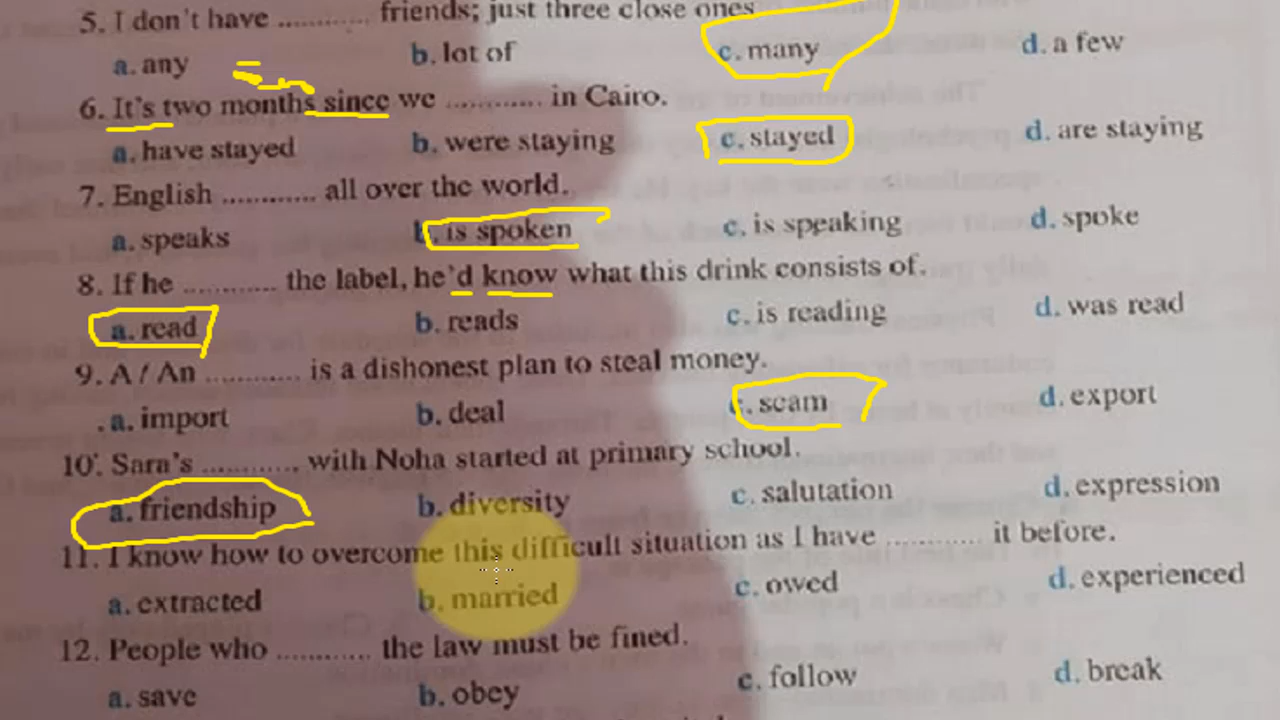 5. I don't have ............ friends; just three close ones
a. any b. lot of c. many d. a few
6. It's two months since we ............ in Cairo.
a. have stayed b. were staying c. stayed d. are staying
7. English ............ all over the world.
a. speaks b. is spoken c. is speaking d. spoke
8. If he ............ the label, he'd know what this drink consists of.
a. read b. reads c. is reading d. was read
9. A / An ............ is a dishonest plan to steal money.
a. import b. deal c. scam d. export
10. Sara's ............ with Noha started at primary school.
a. friendship b. diversity c. salutation d. expression
11. I know how to overcome this difficult situation as I have ............ it before.
a. extracted b. married c. owed d. experienced
12. People who ............ the law must be fined.
a. save b. obey c. follow d. break